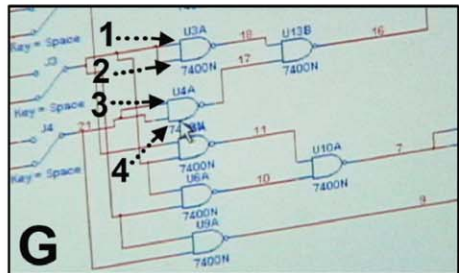 1
U3A
18
U13B
16
Key = Space
2
7400N
17
7400N
J3
3
U4A
Key = Space
J4
21
4
11
U10A
7
7400N
7400N
Key = Space
U6A
10
7400N
9
U9A
7400N
G